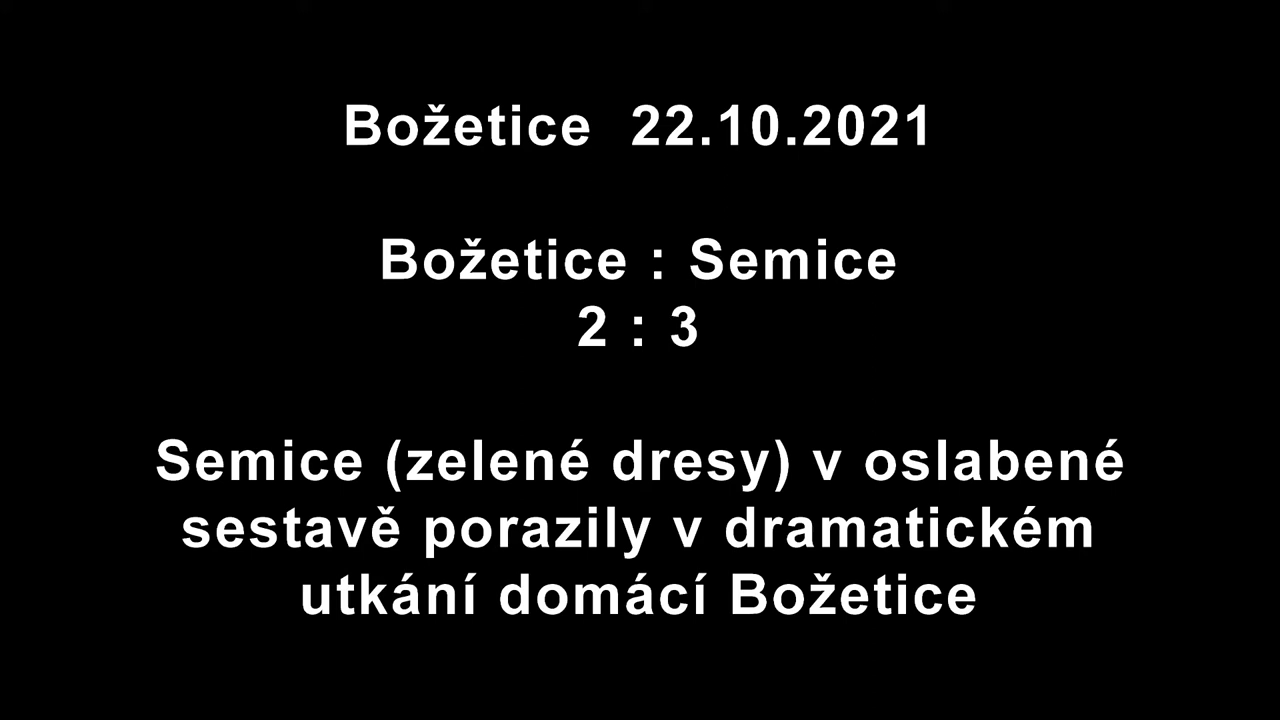 Božetice 22.10.2021
Božetice : Semice
2 : 3
Semice (zelené dresy) v oslabené
sestavě porazily v dramatickém
utkání domácí Božetice